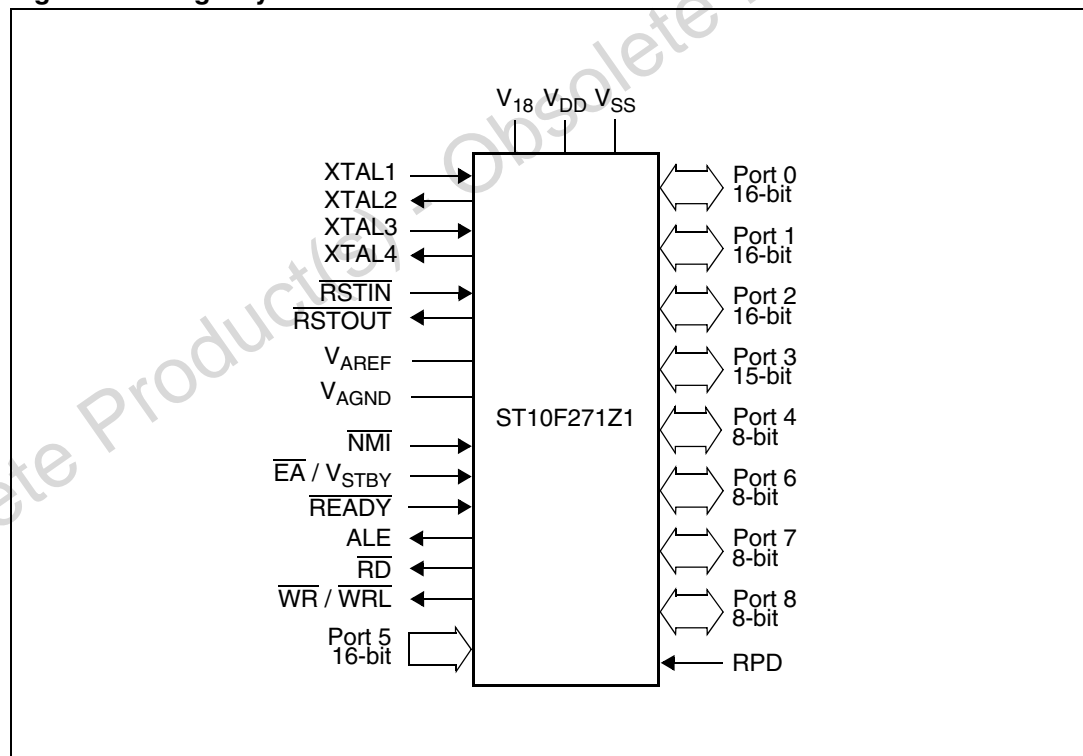 V18 VDD VSS
XTAL1
XTAL2
XTAL3
XTAL4
RSTIN
RSTOUT
VAREF
VAGND
NMI
EA / VSTBY
READY
ALE
RD
WR / WRL
Port 5
16-bit
ST10F271Z1
Port 0
16-bit
Port 1
16-bit
Port 2
16-bit
Port 3
15-bit
Port 4
8-bit
Port 6
8-bit
Port 7
8-bit
Port 8
8-bit
RPD
Product(s) - Obsolete